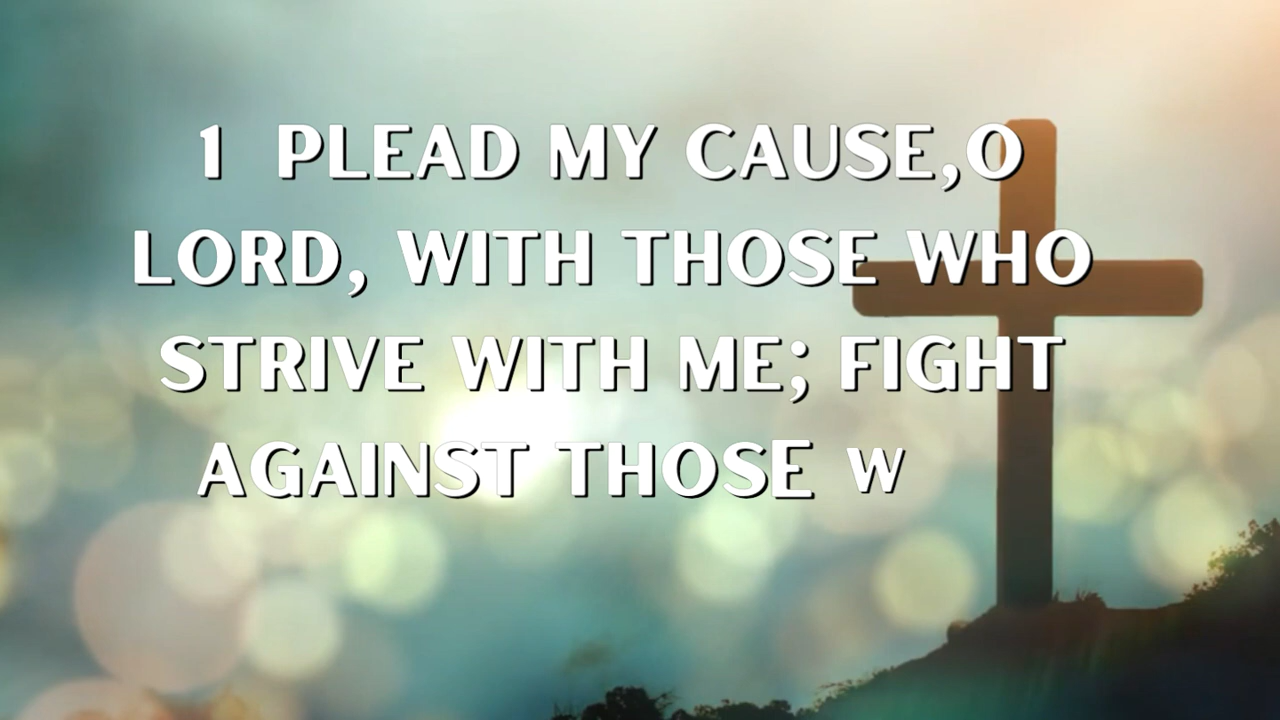 1 PLEAD MY CAUSE,O
LORD, WITH THOSE WHO
STRIVE WITH ME; FIGHT
AGAINST THOSE W